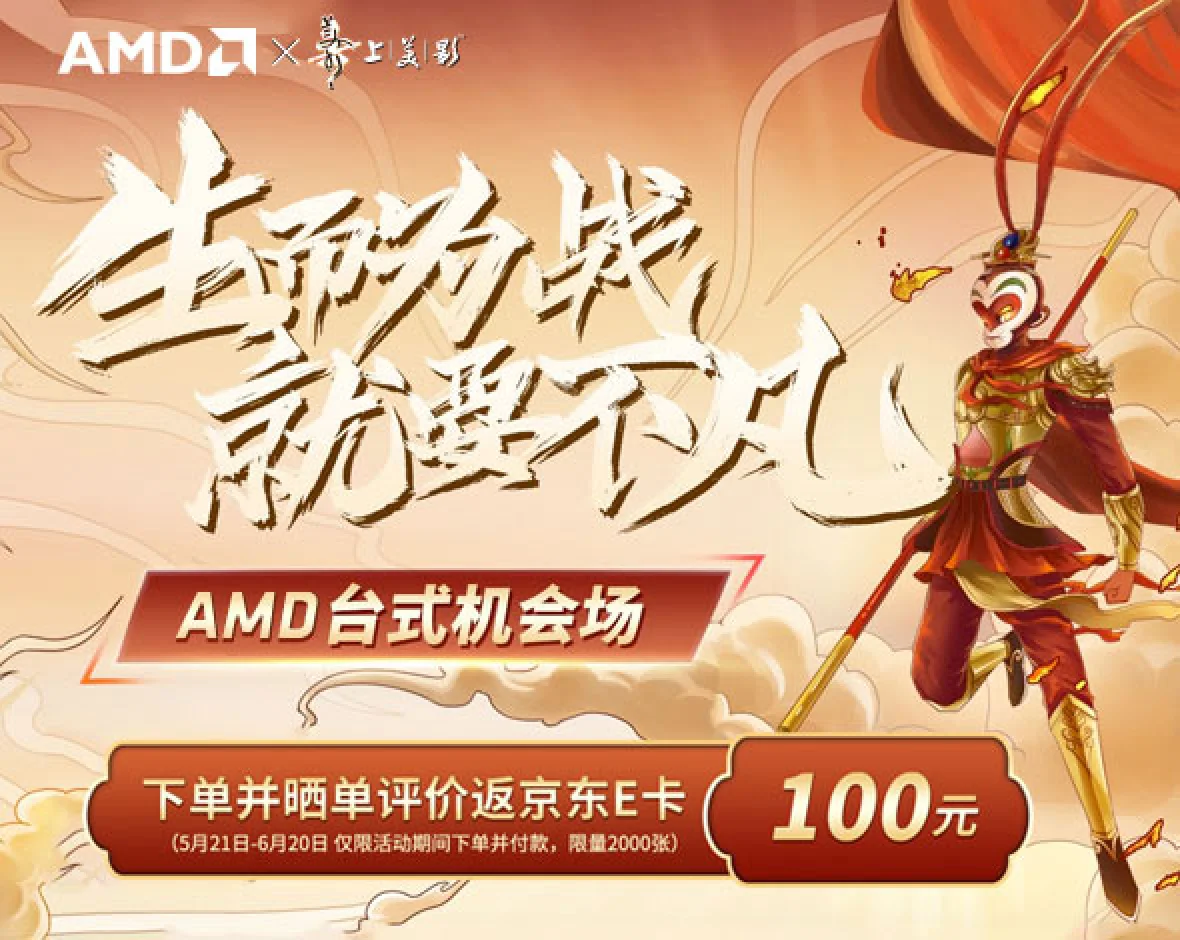 AMD × 上美影
生而为战
就要不凡
AMD台式机会场
下单并晒单评价返京东E卡
(5月21日-6月20日 仅限活动期间下单并付款，限量2000张)
100元